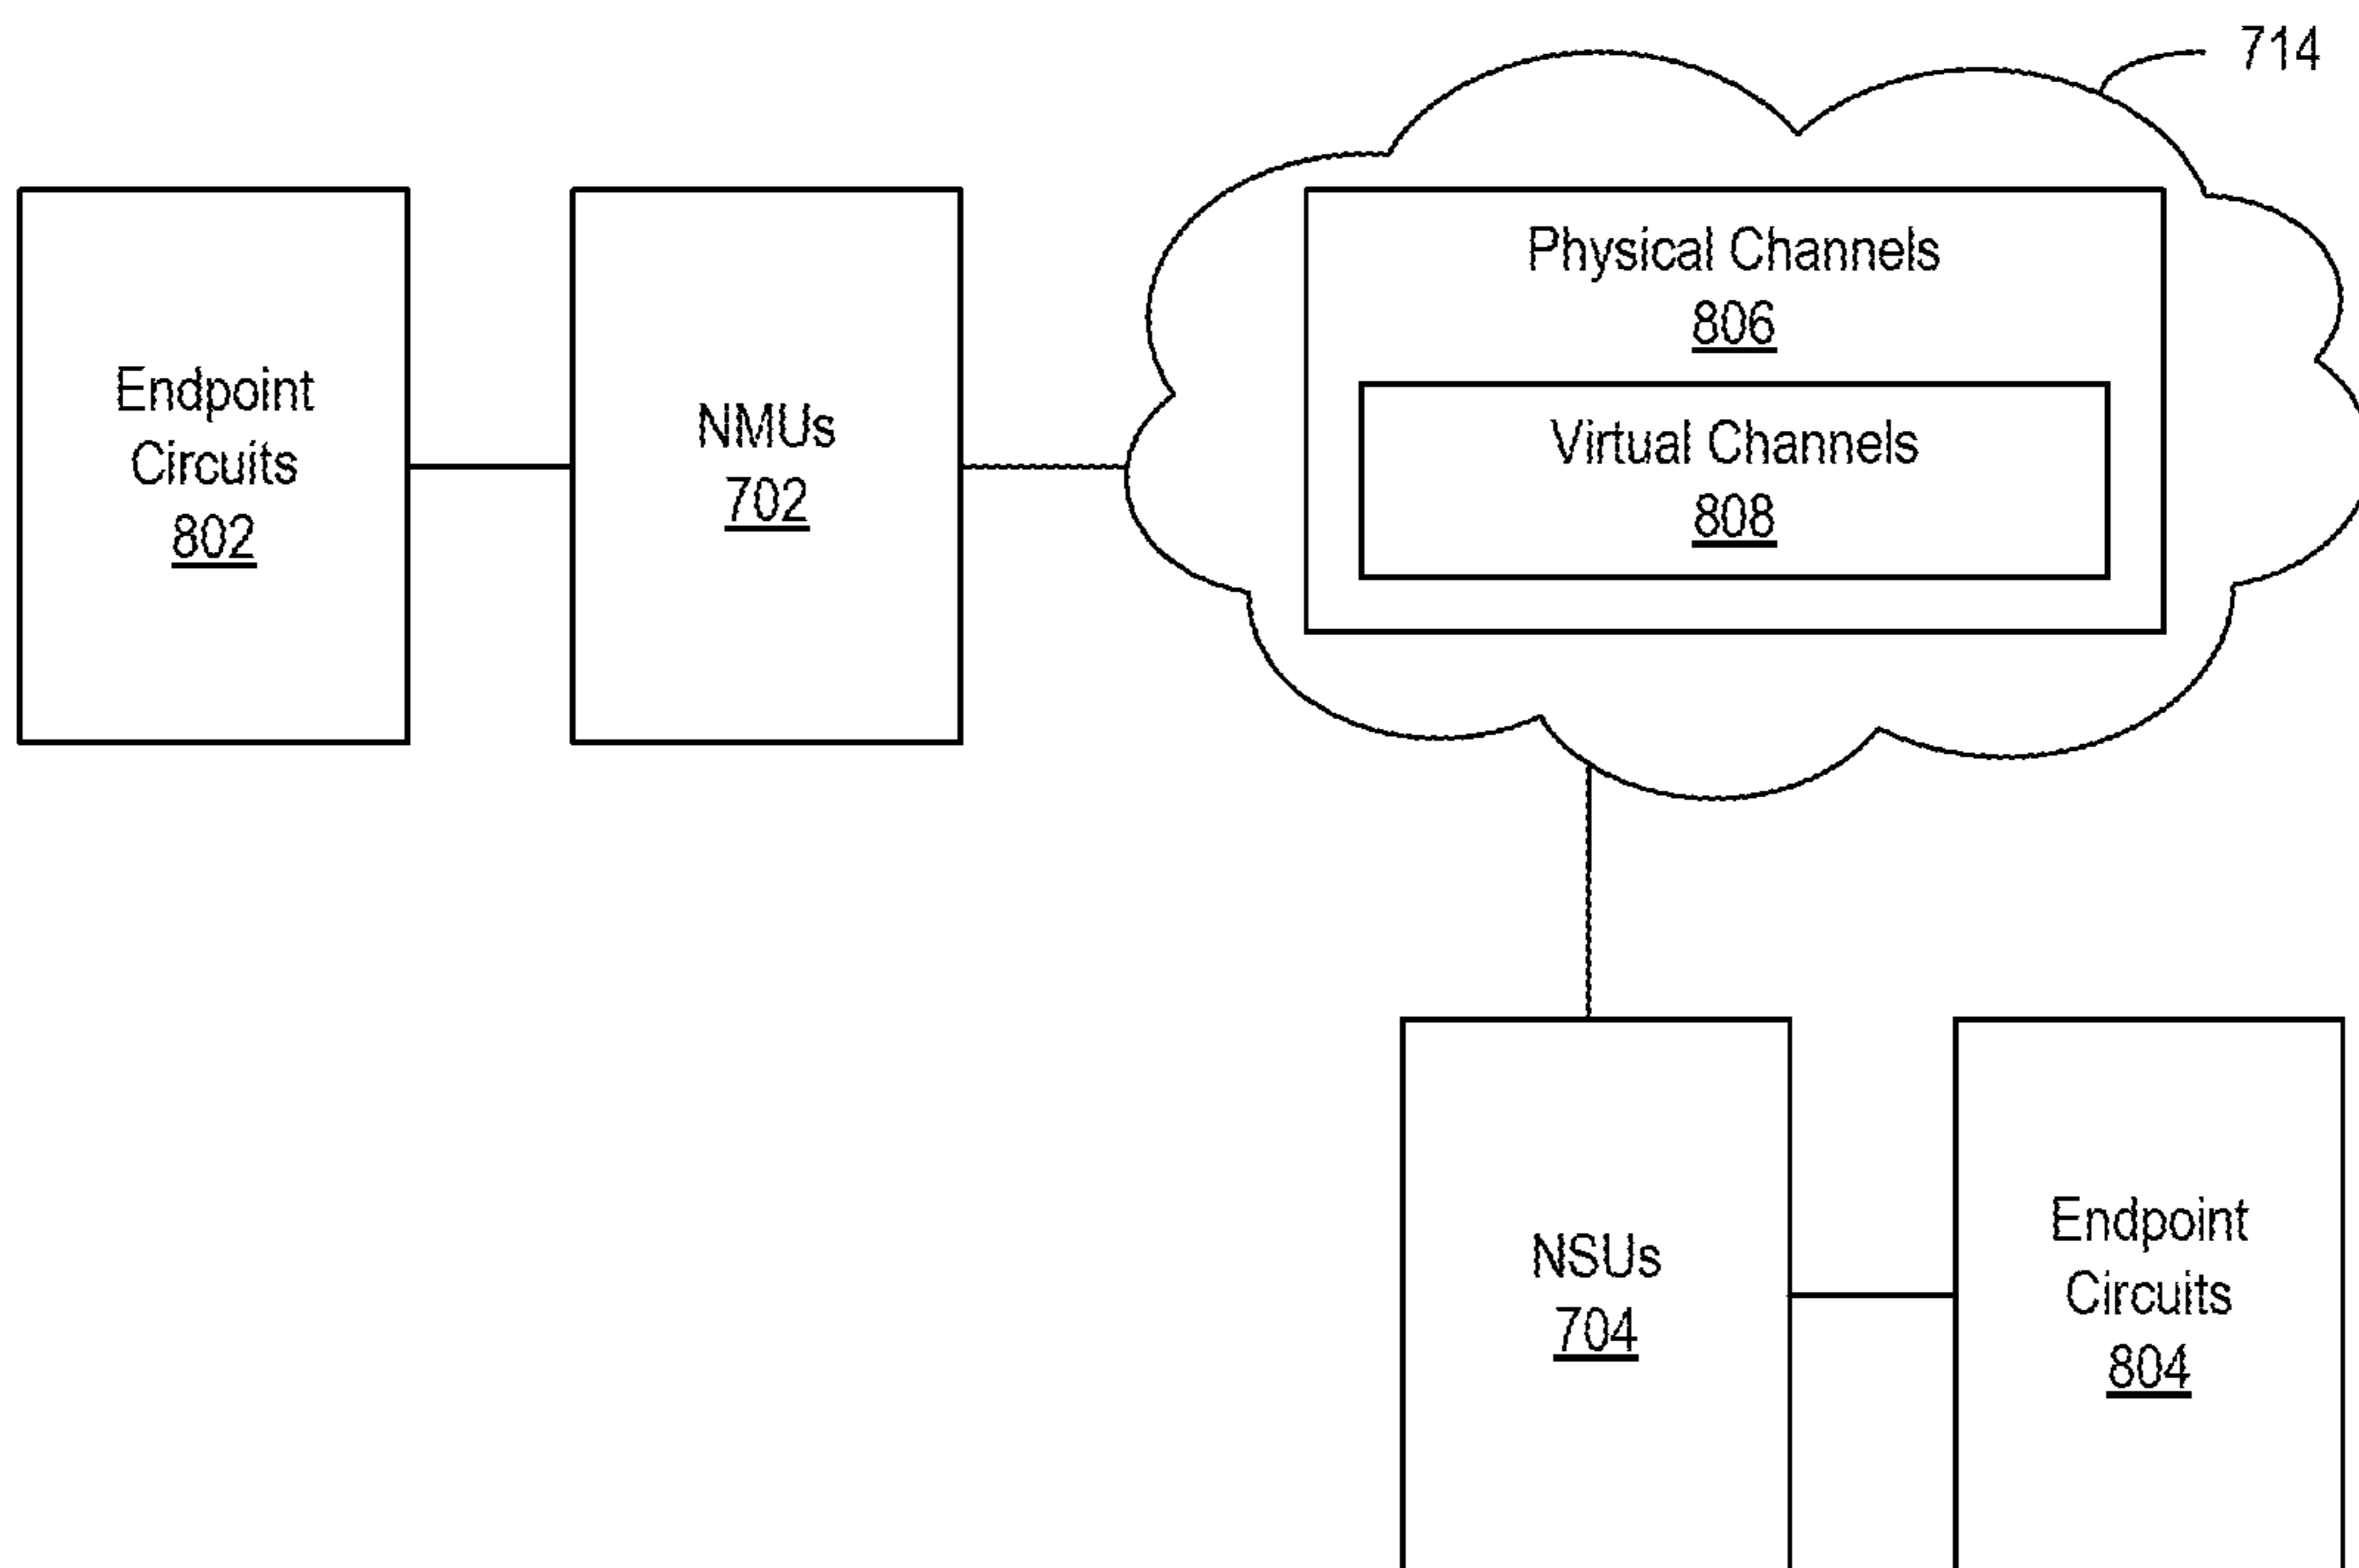 714
Physical Channels
806
Endpoint
Circuits
802
NMUs
702
Virtual Channels
808
NSUs
704
Endpoint
Circuits
804